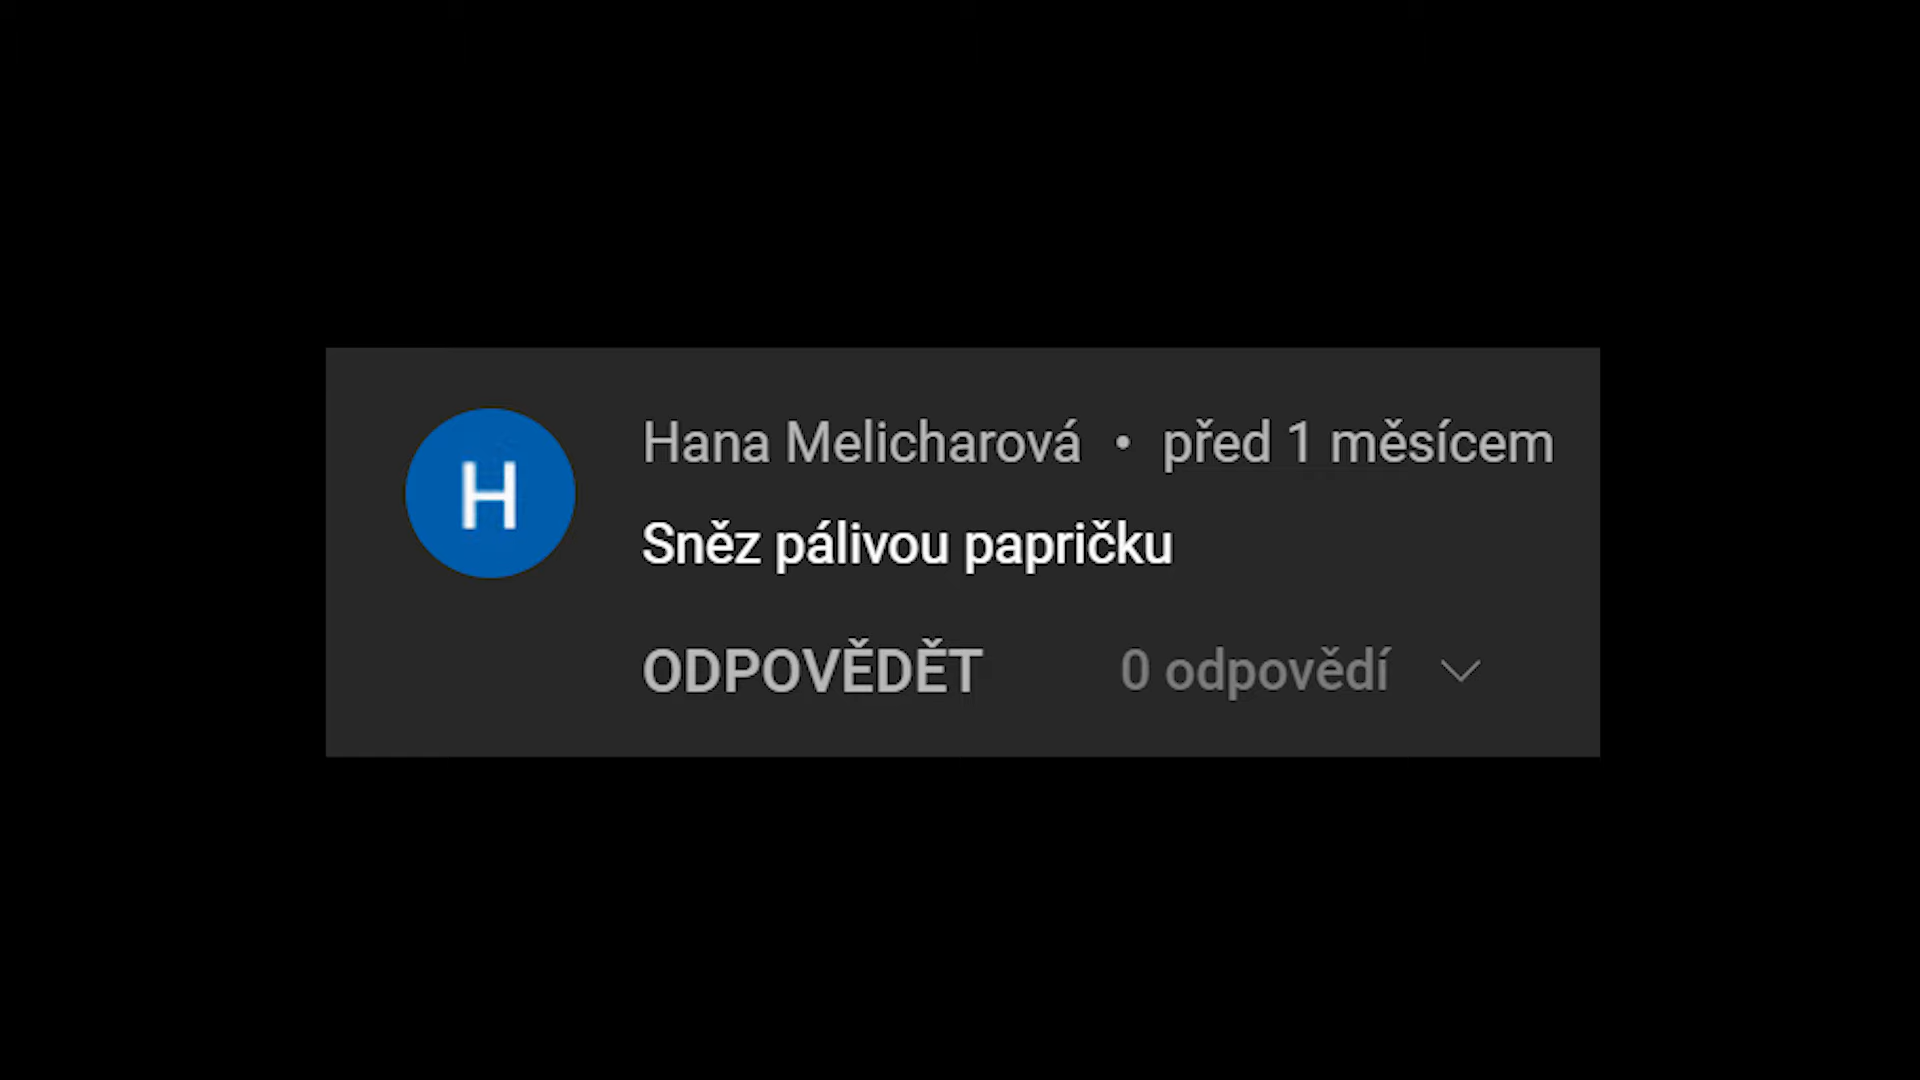 H
Hana Melicharová • před 1 měsícem
Sněz pálivou papričku
ODPOVĚDĚT 0 odpovědí